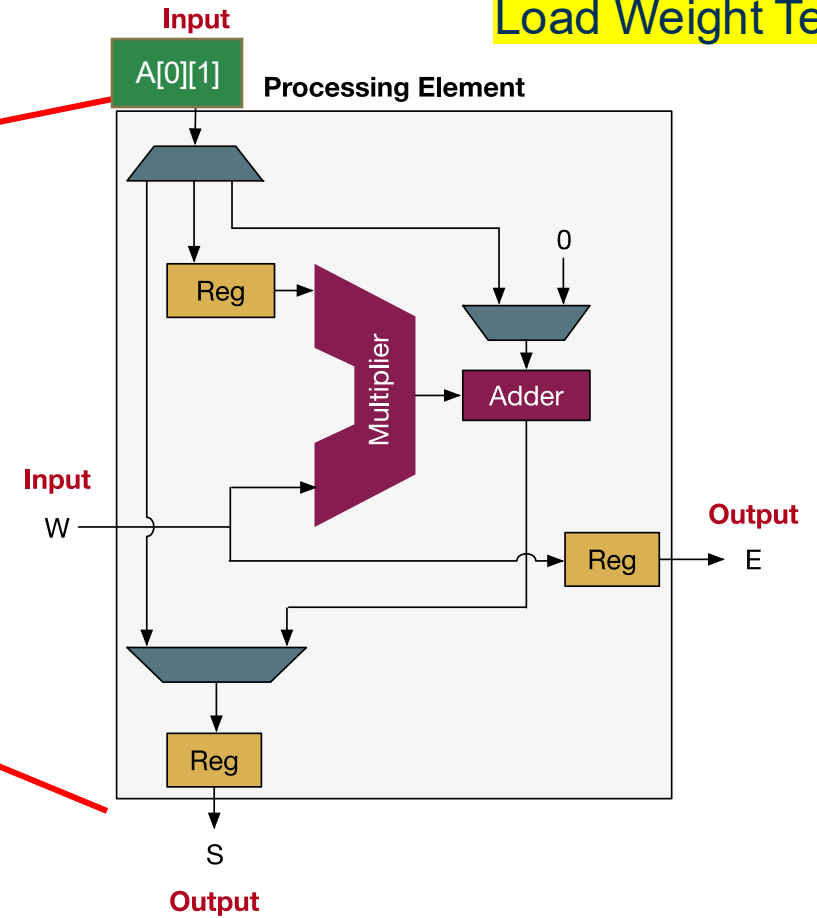 Input
Load Weight Te
A[0][1]
Processing Element
0
Reg
Multiplier
Adder
Input
W
Output
Reg
E
Reg
S
Output